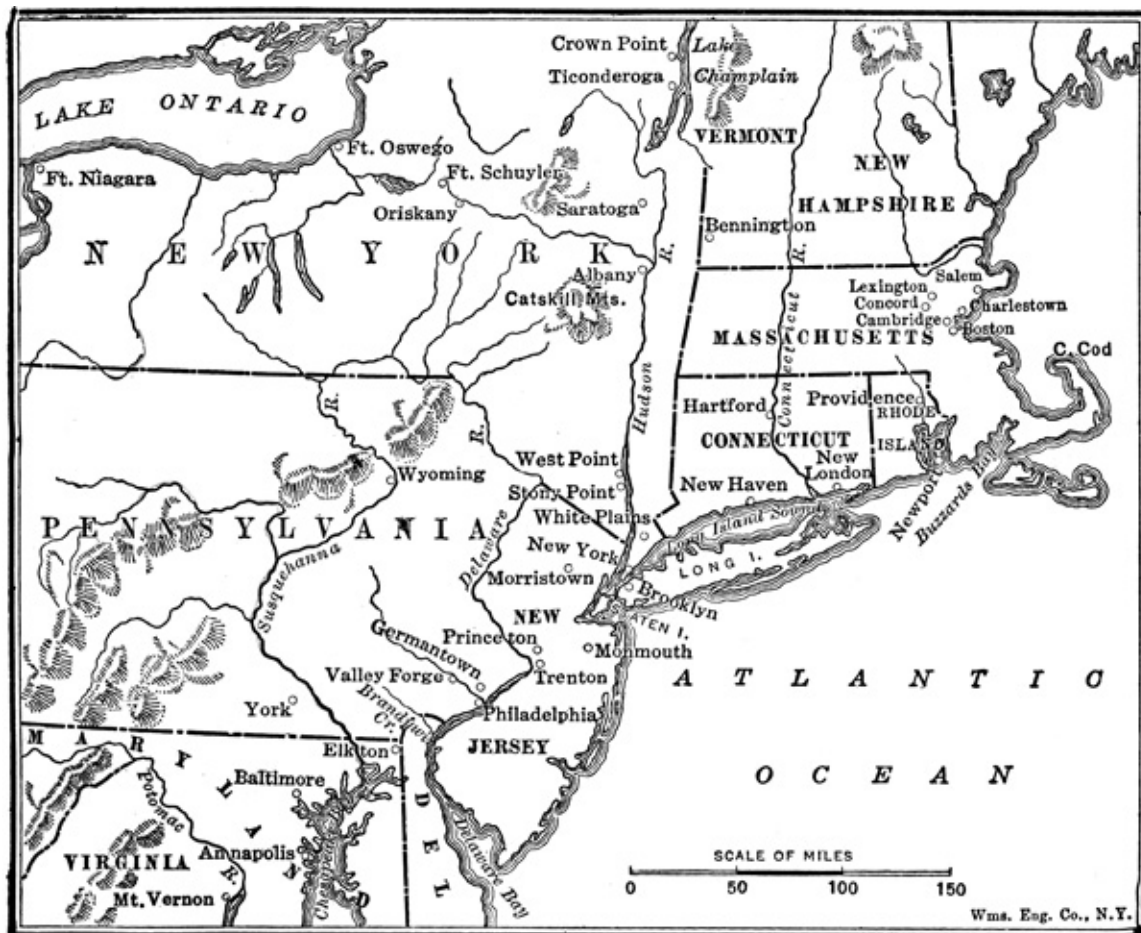 Crown Point
Lake
Champlain
Ticonderoga
LAKE ONTARIO
VERMONT
Ft. Oswego
NEW
HAMPSHIRE
Ft. Niagara
Ft. Schuyler
Oriskany
Saratoga
Bennington
R.
R.
NEW YORK
Albany
Catskill Mts.
Salem
Lexington
Concord
Charlestown
Cambridge
Boston
MASSACHUSETTS
Connecticut
C. Cod
Hudson
Hartford
Providence
RHODE
ISLAND
CONNECTICUT
R.
R.
Wyoming
West Point
New
London
Stony Point
New Haven
Newport
Buzzards Bay
White Plains
Long Island Sound
PENNSYLVANIA
Delaware
Susquehanna
New York
LONG I.
Morristown
Brooklyn
NEW
STATEN I.
Germantown
Princeton
Monmouth
Valley Forge
Trenton
ATLANTIC
York
Cr.
Philadelphia
MARYLAND
Elkton
JERSEY
OCEAN
Baltimore
Potomac
DEL
Delaware Bay
VIRGINIA
Annapolis
R.
Mt. Vernon
SCALE OF MILES
0 50 100 150
Wms. Eng. Co., N.Y.